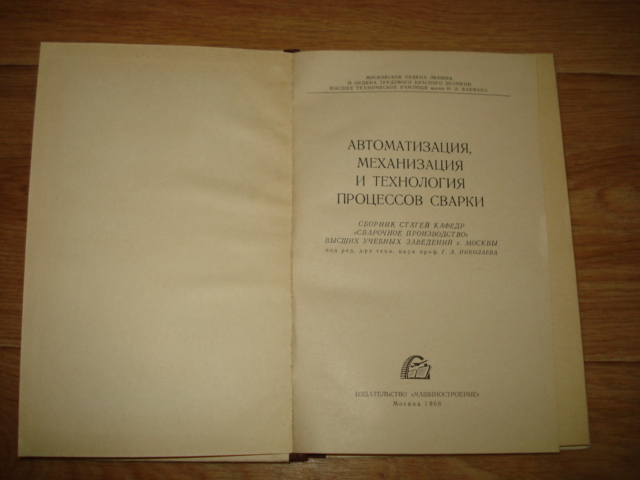 МОСКОВСКОЕ ОРДЕНА ЛЕНИНА
И ОРДЕНА ТРУДОВОГО КРАСНОГО ЗНАМЕНИ
ВЫСШЕЕ ТЕХНИЧЕСКОЕ УЧИЛИЩЕ имени Н. Э. БАУМАНА
АВТОМАТИЗАЦИЯ,
МЕХАНИЗАЦИЯ
И ТЕХНОЛОГИЯ
ПРОЦЕССОВ СВАРКИ
СБОРНИК СТАТЕЙ КАФЕДР
«СВАРОЧНОЕ ПРОИЗВОДСТВО»
ВЫСШИХ УЧЕБНЫХ ЗАВЕДЕНИЙ г. МОСКВЫ
под ред. д-ра техн. наук проф. Г. А. НИКОЛАЕВА
ИЗДАТЕЛЬСТВО «МАШИНОСТРОЕНИЕ»
Москва 1966